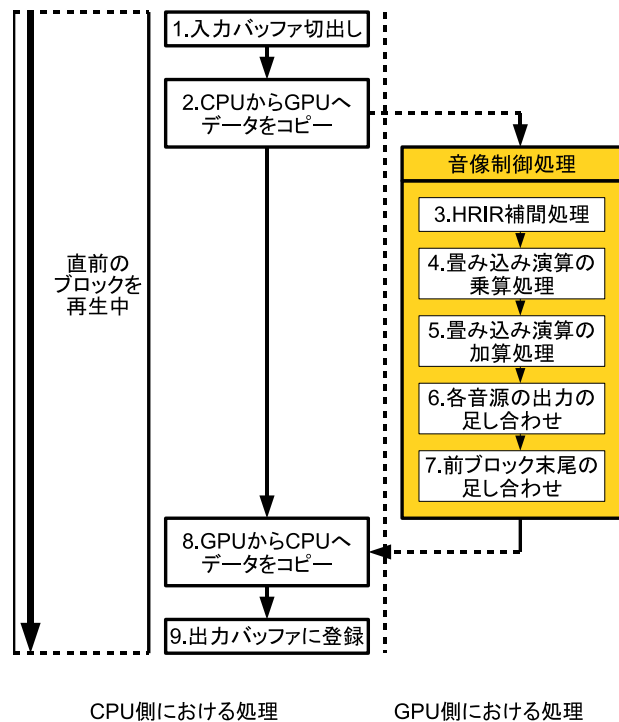 1.入力バッファ切出し
2.CPUからGPUへ
データをコピー
音像制御処理
3.HRIR補間処理
4.畳み込み演算の
乗算処理
5.畳み込み演算の
加算処理
6.各音源の出力の
足し合わせ
7.前ブロック末尾の
足し合わせ
直前の
ブロックを
再生中
8.GPUからCPUへ
データをコピー
9.出力バッファに登録
CPU側における処理
GPU側における処理